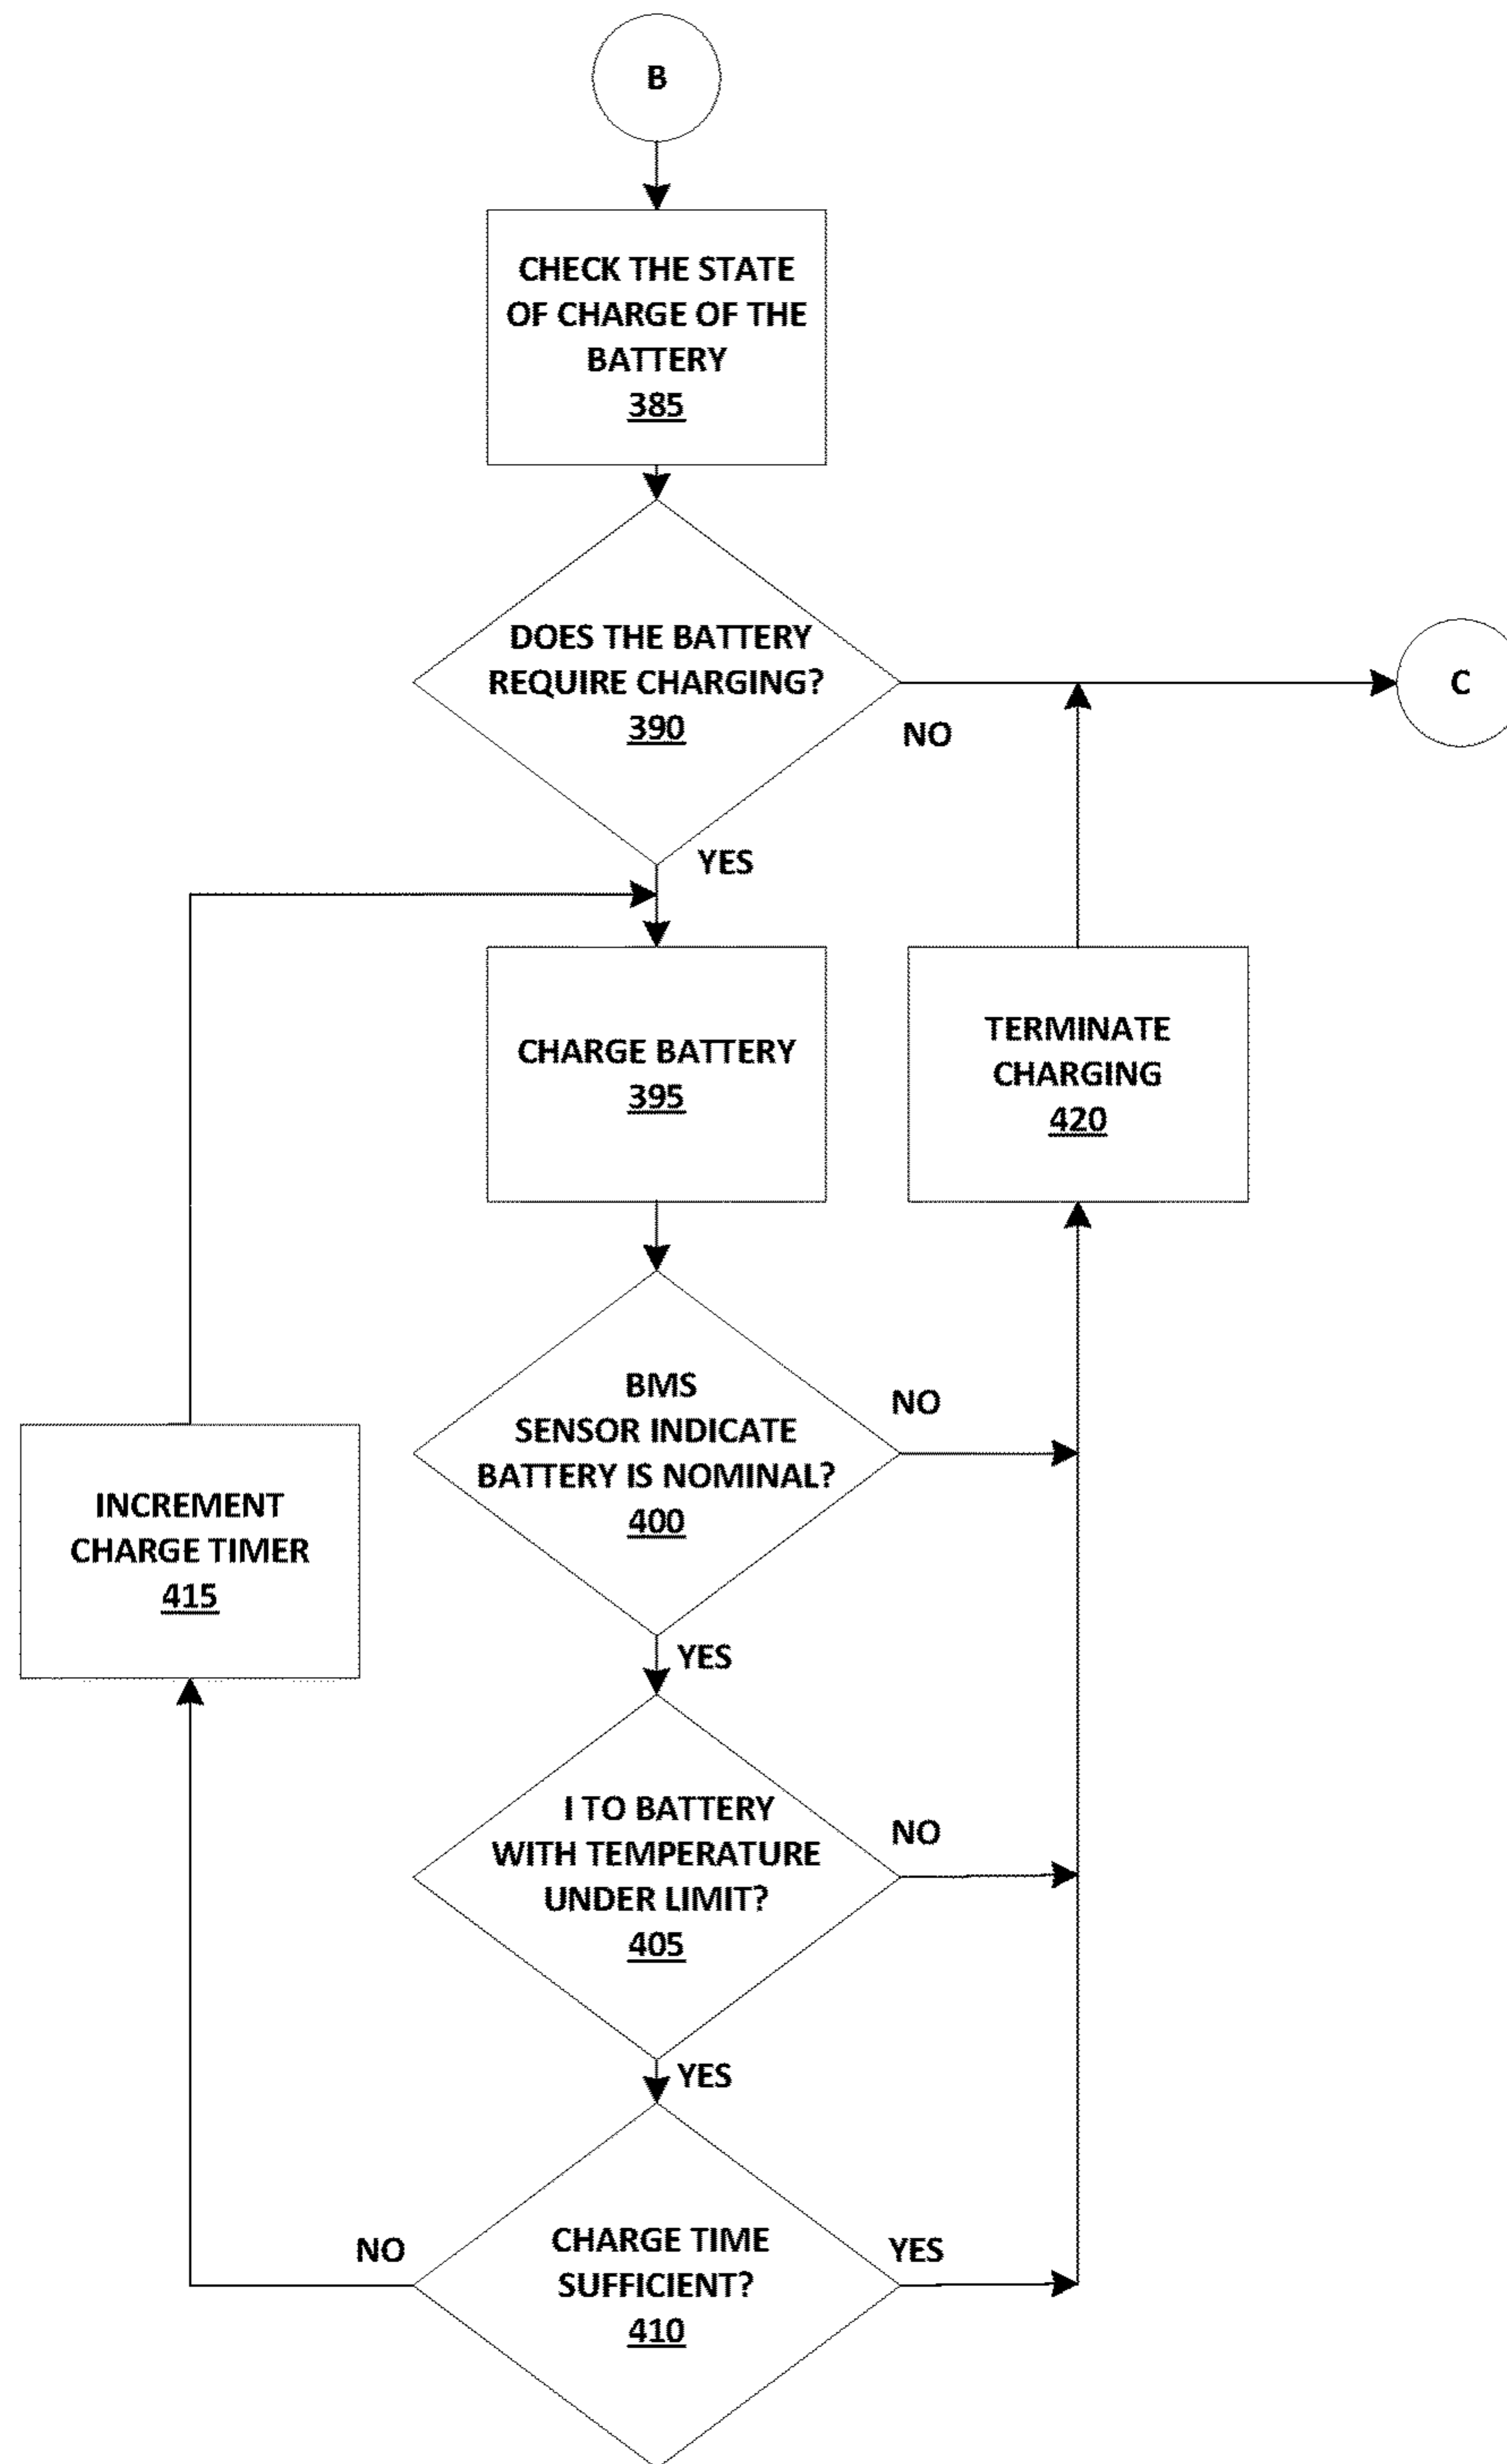 B
CHECK THE STATE
OF CHARGE OF THE
BATTERY
385
DOES THE BATTERY
REQUIRE CHARGING?
390
NO
C
YES
CHARGE BATTERY
395
TERMINATE
CHARGING
420
BMS
SENSOR INDICATE
BATTERY IS NOMINAL?
400
NO
YES
INCREMENT
CHARGE TIMER
415
I TO BATTERY
WITH TEMPERATURE
UNDER LIMIT?
405
NO
YES
CHARGE TIME
SUFFICIENT?
410
NO
YES